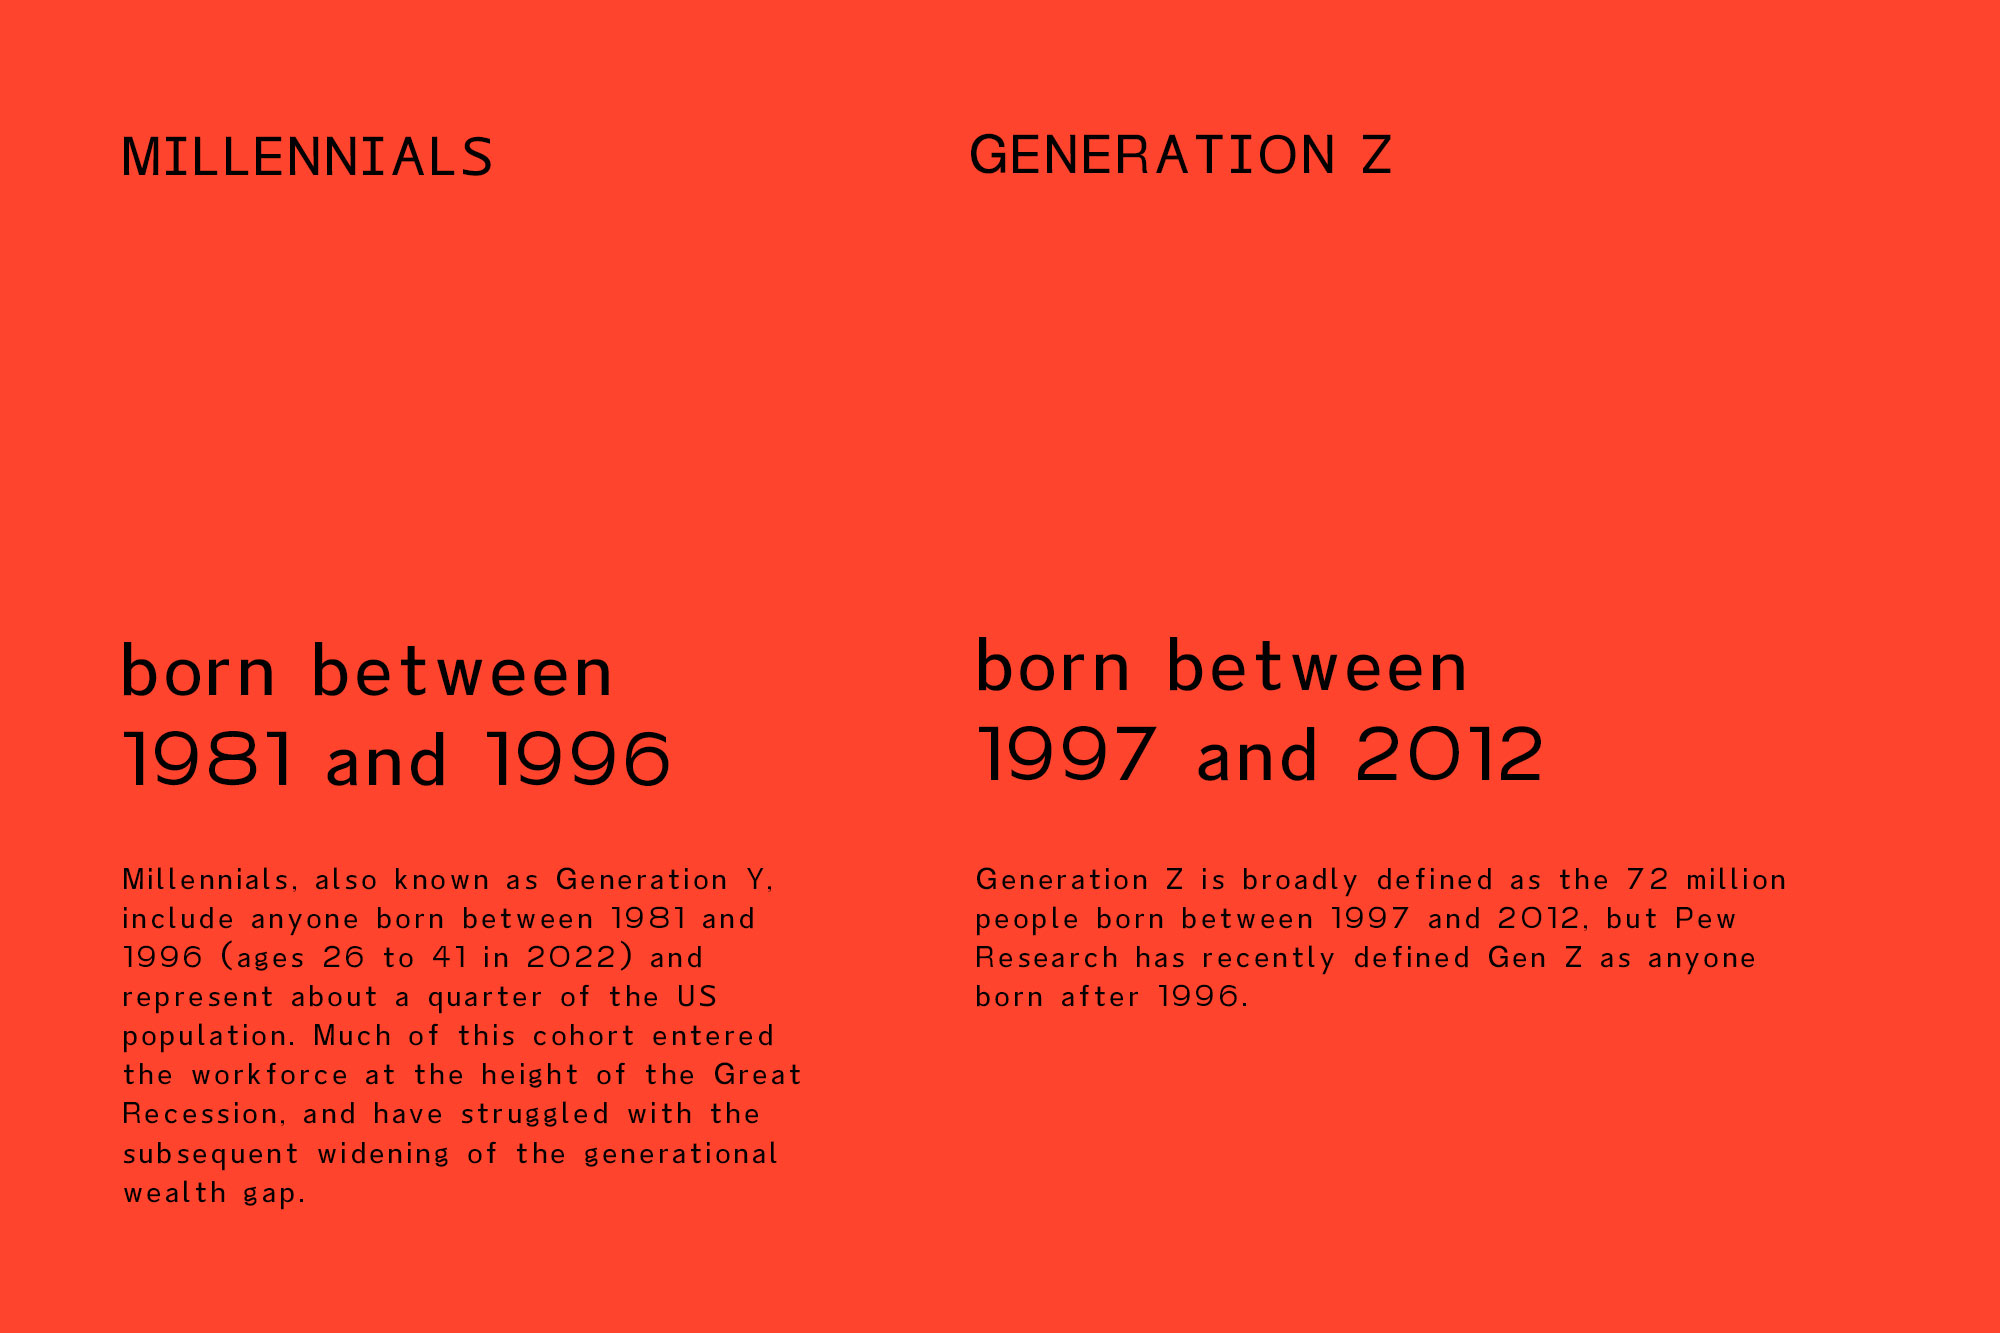 MILLENNIALS
born between
1981 and 1996
Millennials, also known as Generation Y,
include anyone born between 1981 and
1996 (ages 26 to 41 in 2022) and
represent about a quarter of the US
population. Much of this cohort entered
the workforce at the height of the Great
Recession, and have struggled with the
subsequent widening of the generational
wealth gap.
GENERATION Z
born between
1997 and 2012
Generation Z is broadly defined as the 72 million
people born between 1997 and 2012, but Pew
Research has recently defined Gen Z as anyone
born after 1996.